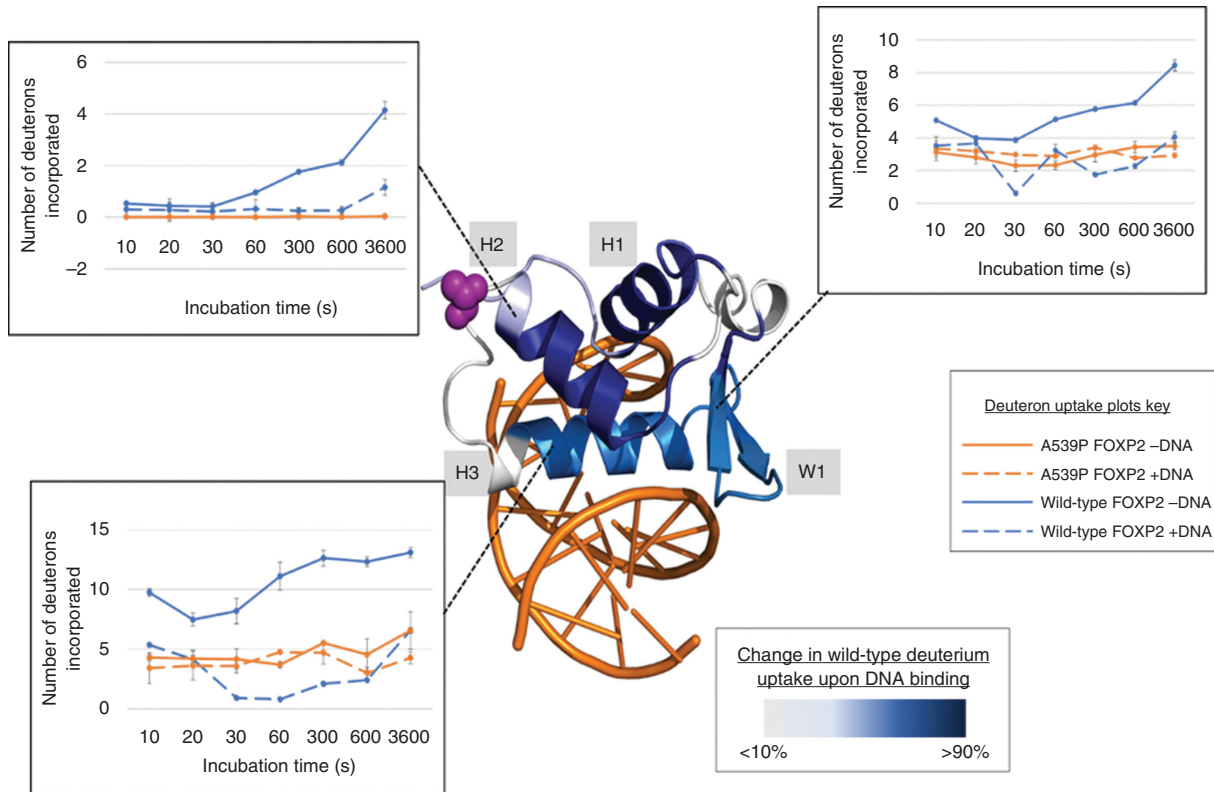 6
4
2
0
–2
Number of deuterons
incorporated
10 20 30 60 300 600 3600
Incubation time (s)
10
8
6
4
2
0
Number of deuterons
incorporated
10 20 30 60 300 600 3600
Incubation time (s)
H2
H1
H3
W1
Deuteron uptake plots key
A539P FOXP2 –DNA
A539P FOXP2 +DNA
Wild-type FOXP2 –DNA
Wild-type FOXP2 +DNA
15
10
5
0
Number of deuterons
incorporated
10 20 30 60 300 600 3600
Incubation time (s)
Change in wild-type deuterium
uptake upon DNA binding
<10% >90%